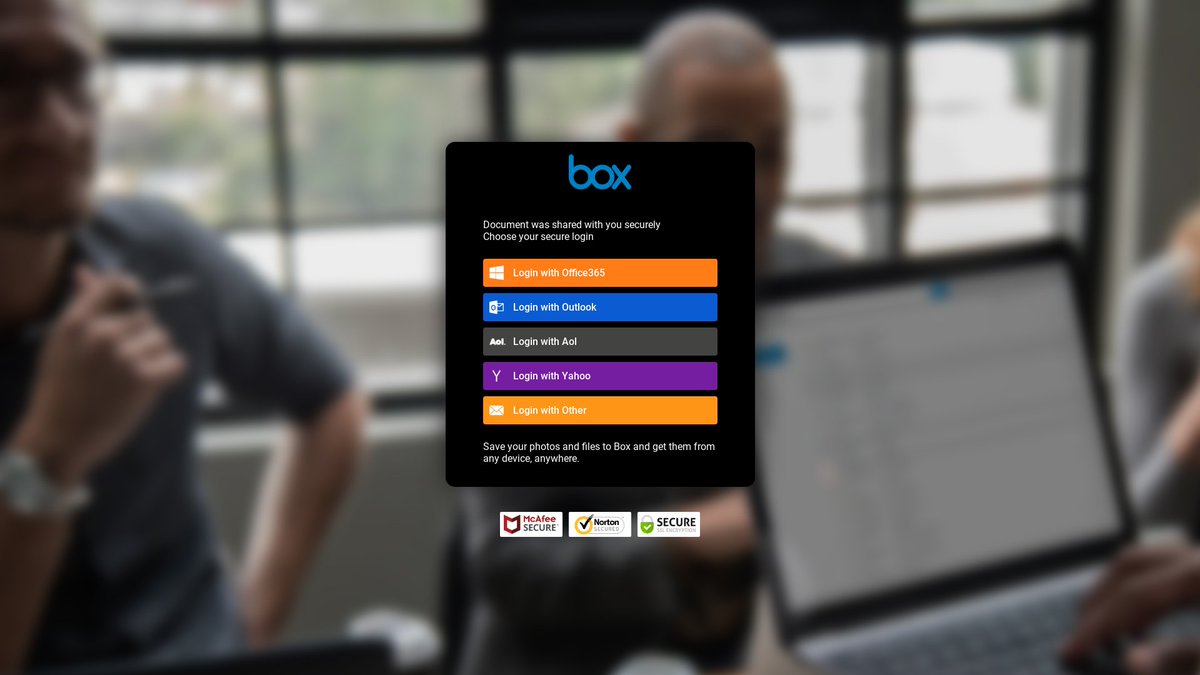 box
Document was shared with you securely
Choose your secure login
Login with Office365
Login with Outlook
Aol.
Login with Aol
Y
Login with Yahoo
Login with Other
Save your photos and files to Box and get them from
any device, anywhere.
McAfee
SECURE
Norton
SECURED
SECURE
SSL ENCRYPTION